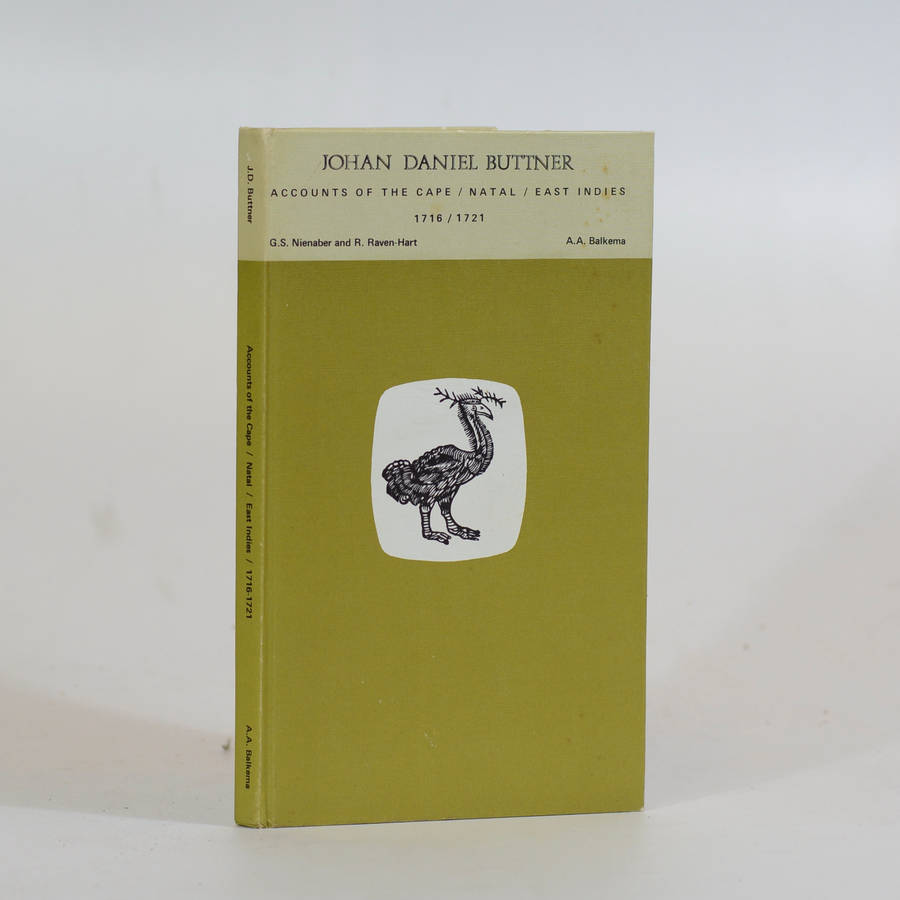 JOHAN DANIEL BUTTNER
ACCOUNTS OF THE CAPE / NATAL / EAST INDIES
1716 / 1721
G.S. Nienaber and R. Raven-Hart A.A. Balkema
J.D. Buttner
Accounts of the Cape / Natal / East Indies / 1716-1721
A.A. Balkema